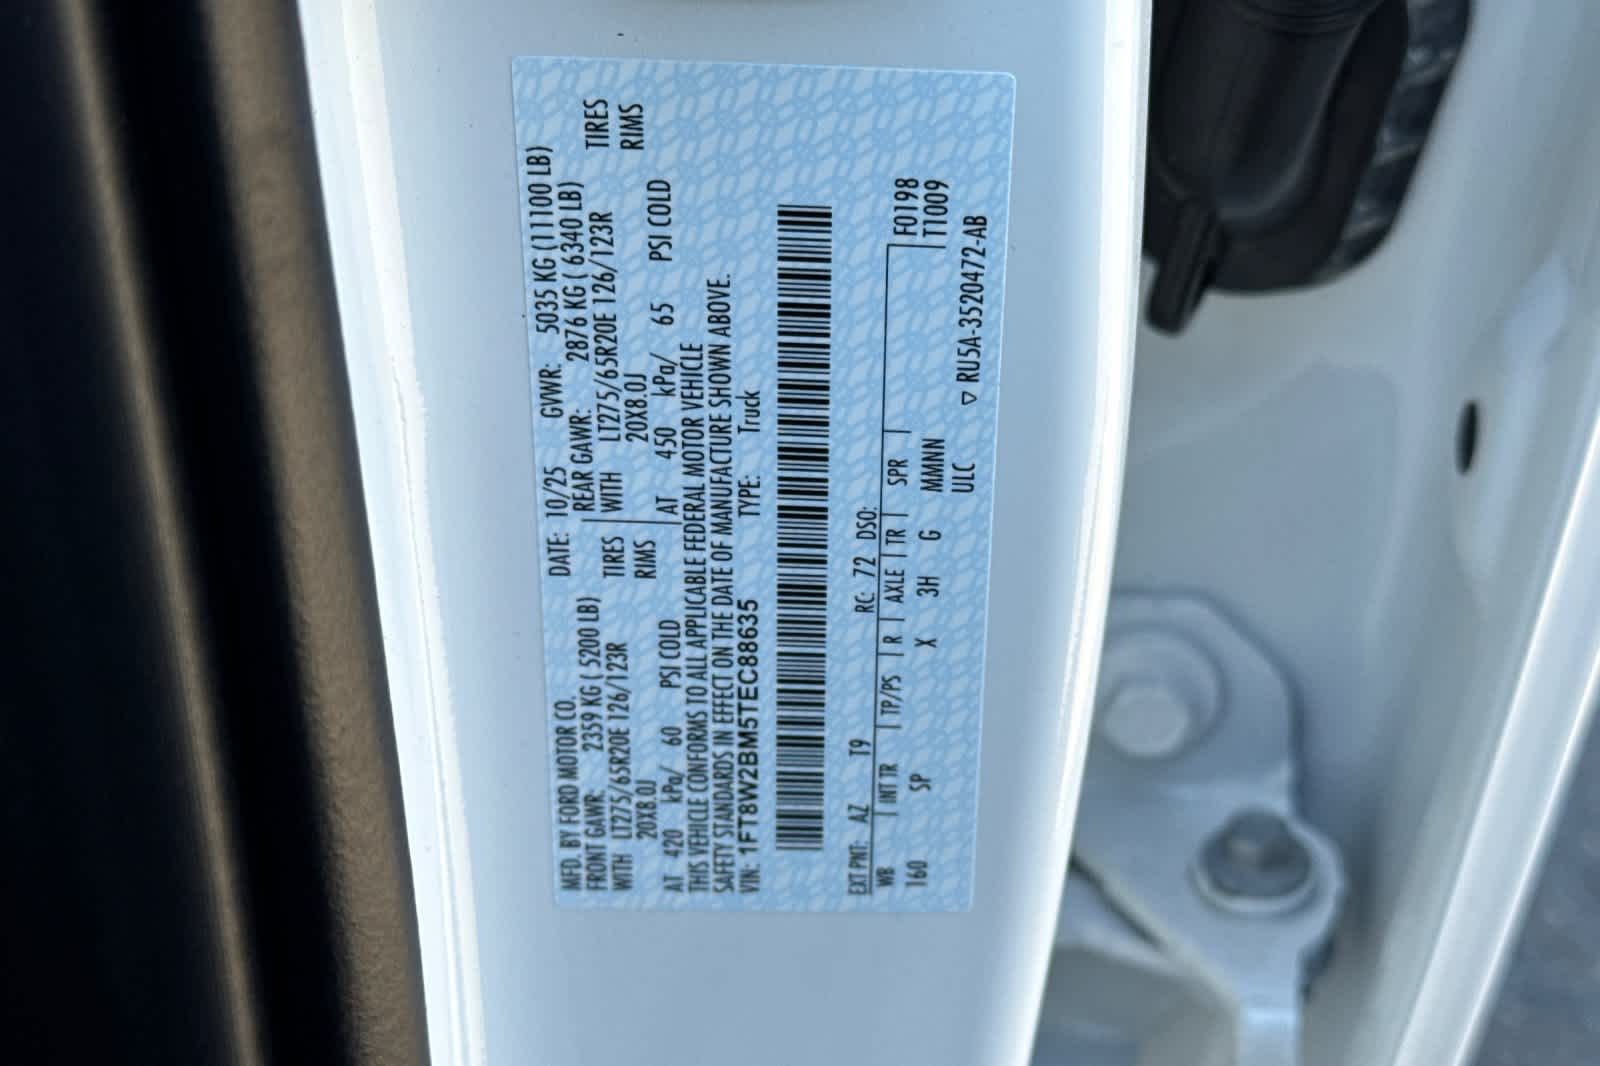 MFD. BY FORD MOTOR CO.
DATE: 10/25 GVWR: 5035 KG (11100 LB)
FRONT GAWR: 2359 KG ( 5200 LB) REAR GAWR: 2876 KG ( 6340 LB)
WITH LT275/65R20E 126/123R TIRES WITH LT275/65R20E 126/123R TIRES
20X8.0J RIMS 20X8.0J RIMS
AT 420 kPa/ 60 PSI COLD AT 450 kPa/ 65 PSI COLD
THIS VEHICLE CONFORMS TO ALL APPLICABLE FEDERAL MOTOR VEHICLE
SAFETY STANDARDS IN EFFECT ON THE DATE OF MANUFACTURE SHOWN ABOVE.
VIN: 1FT8W2BM5TEC88635 TYPE: Truck
EXT PNT: AZ T9 RC: 72 DSO:
WB INT TR TP/PS R AXLE TR SPR F0198
160 SP X 3H G MMNN T1009
ULC ▽ RU5A-3520472-AB